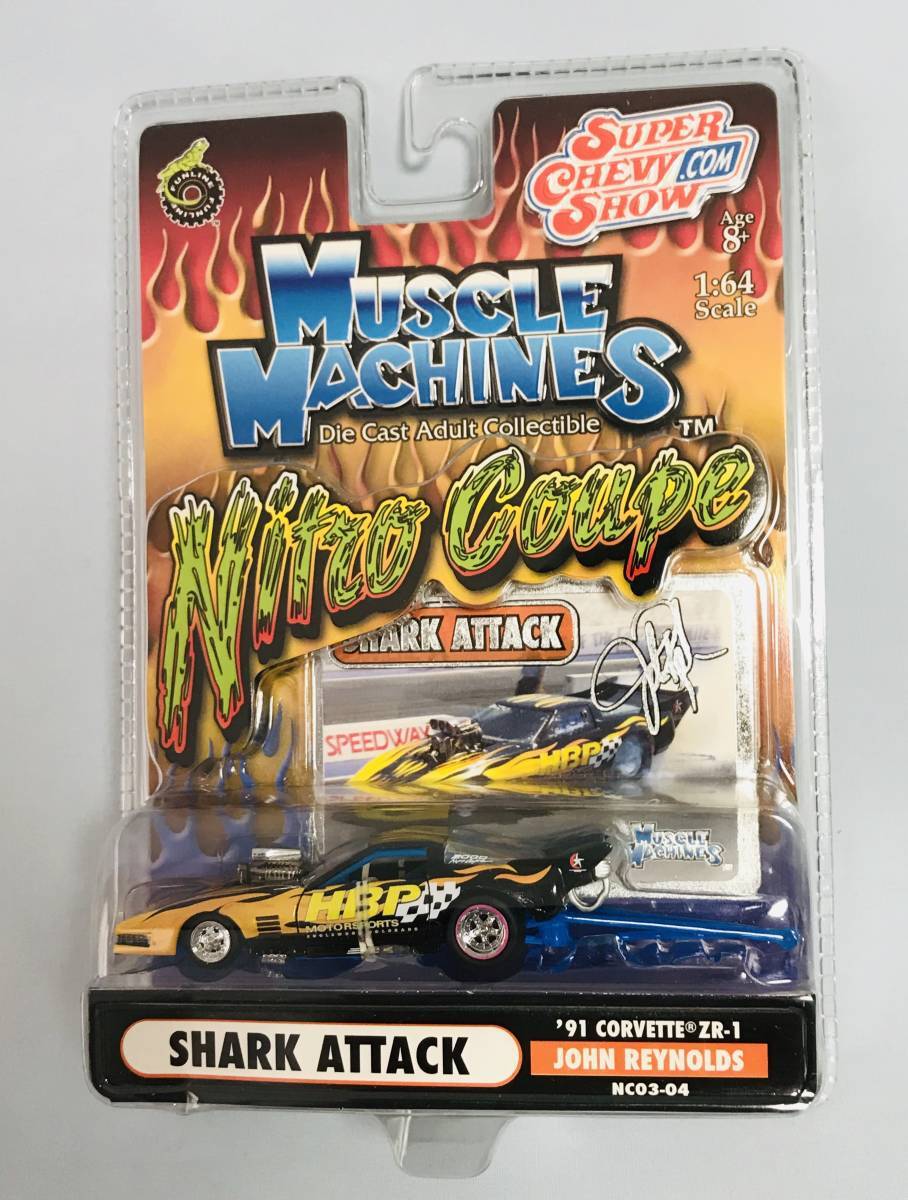 FUNLINE FUNLINE
SUPER
CHEVY .COM
SHOW
Age
8+
1:64
Scale
MUSCLE
MACHINES
Die Cast Adult Collectible TM
Nitro Coupe
SHARK ATTACK
SPEEDWAY
HBP
MUSCLE
MACHINES
HBP
MOTORSPORTS
SHARK ATTACK
'91 CORVETTE® ZR-1
JOHN REYNOLDS
NC03-04